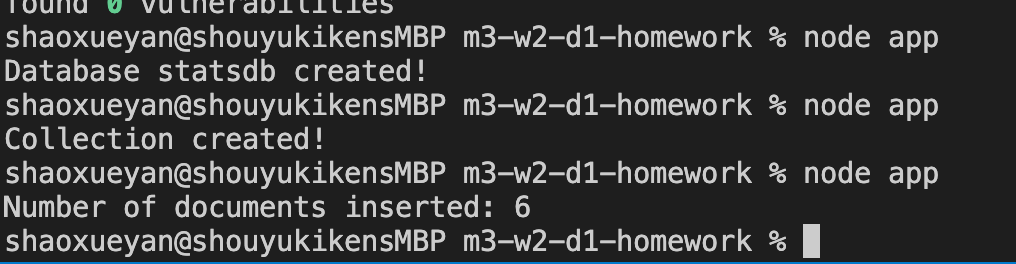 found 0 vulnerabilities
shaoxueyan@shouyukikensMBP m3-w2-d1-homework % node app
Database statsdb created!
shaoxueyan@shouyukikensMBP m3-w2-d1-homework % node app
Collection created!
shaoxueyan@shouyukikensMBP m3-w2-d1-homework % node app
Number of documents inserted: 6
shaoxueyan@shouyukikensMBP m3-w2-d1-homework %